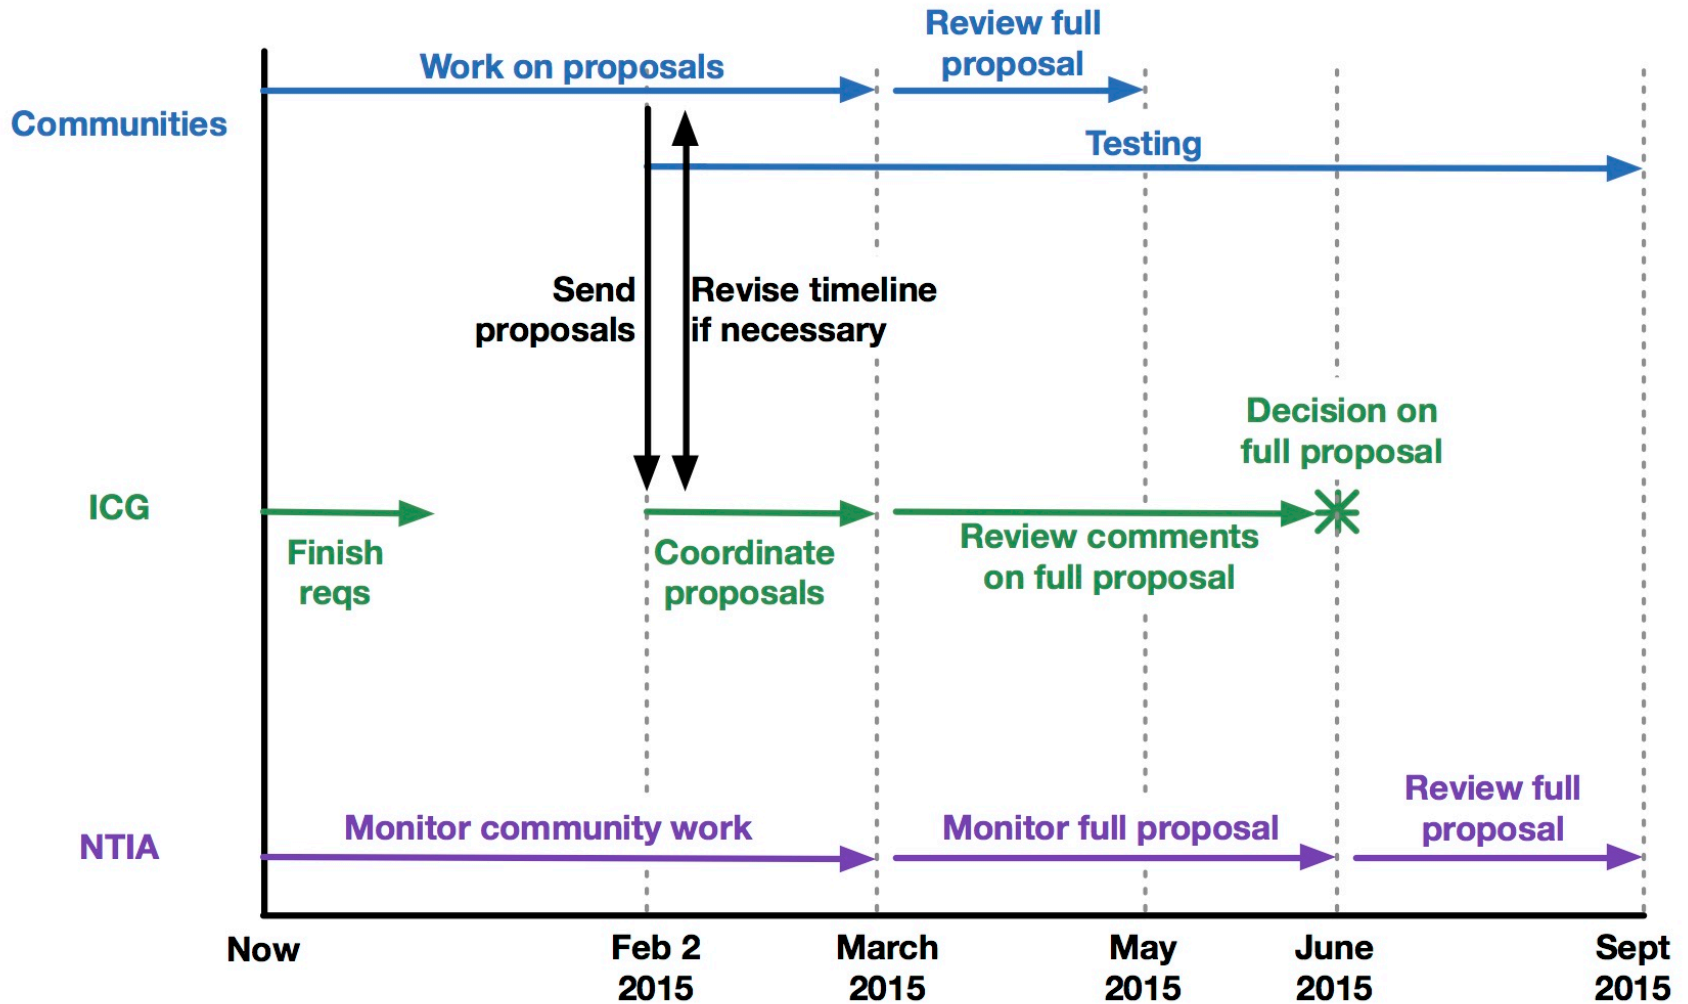 Review full
proposal
Work on proposals
Communities
Testing
Send
proposals
Revise timeline
if necessary
Decision on
full proposal
ICG
Finish
reqs
Coordinate
proposals
Review comments
on full proposal
Review full
proposal
NTIA
Monitor community work
Monitor full proposal
Now
Feb 2
2015
March
2015
May
2015
June
2015
Sept
2015